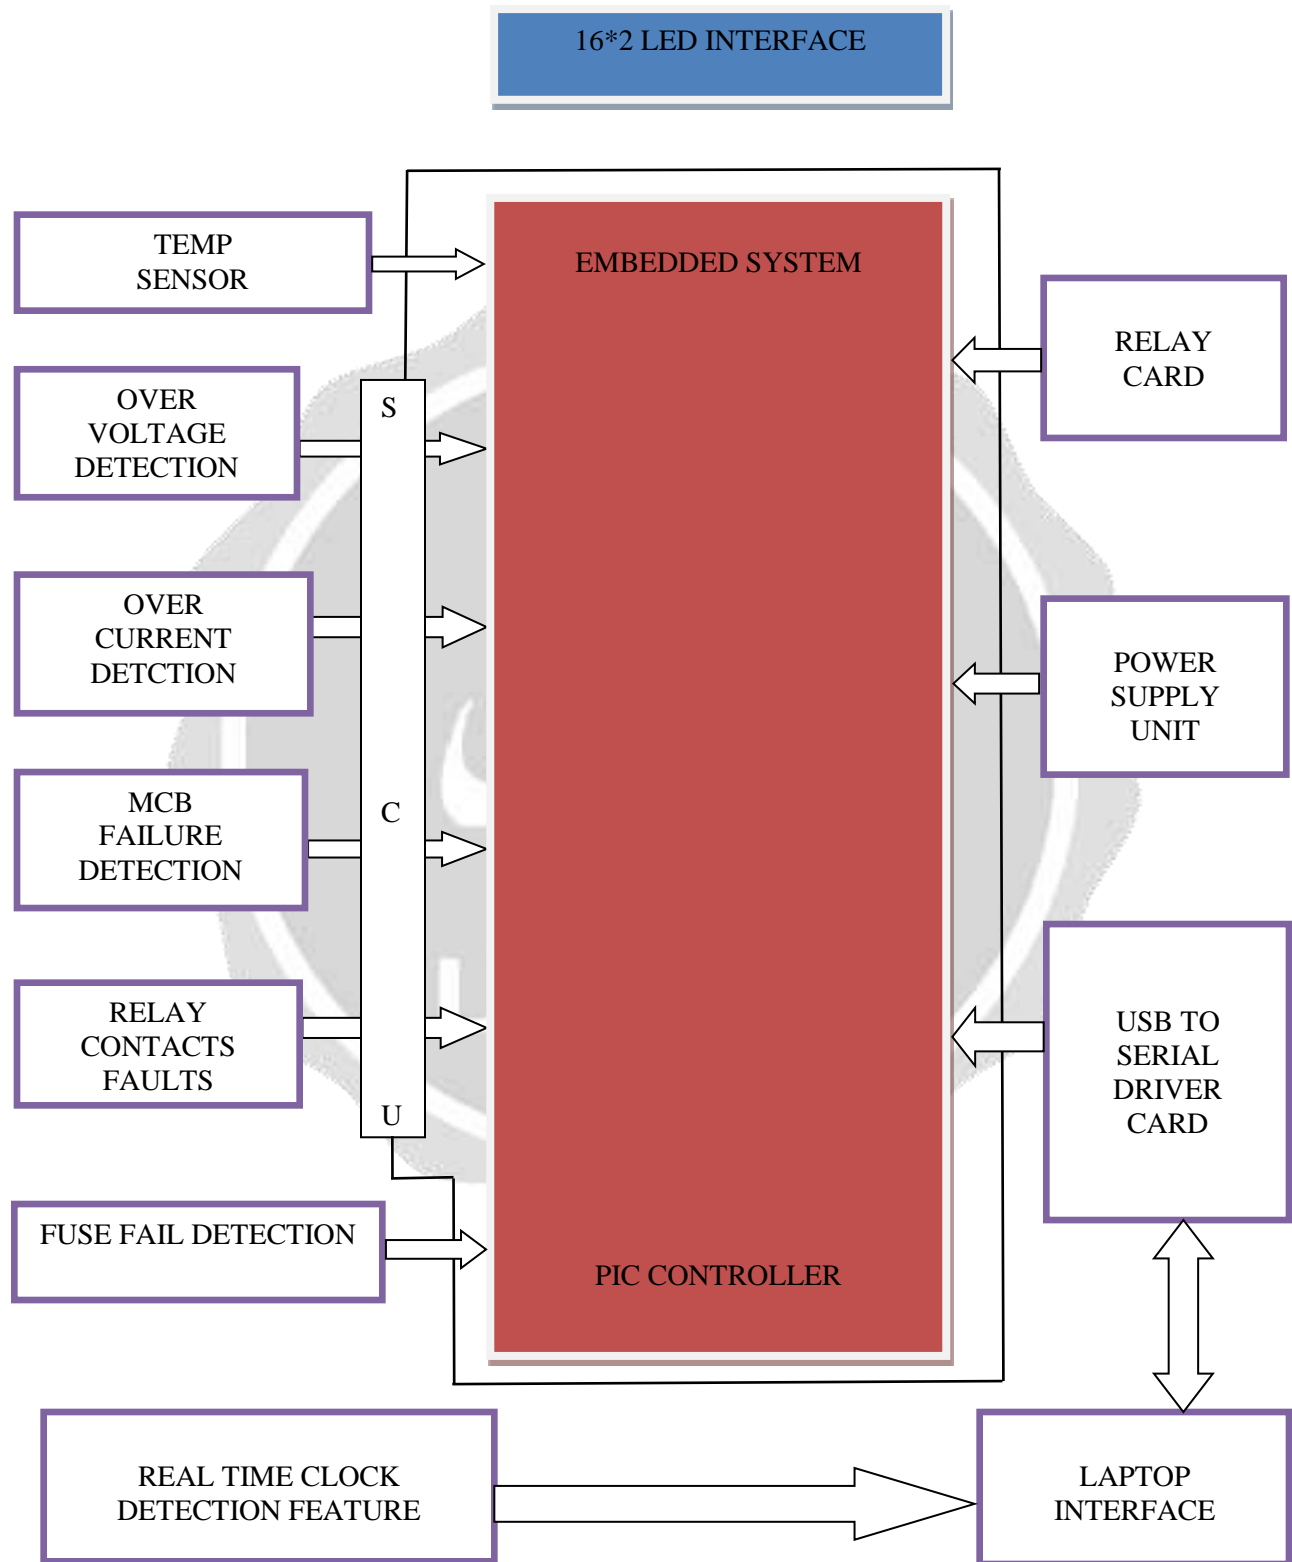 16*2 LED INTERFACE
TEMP
SENSOR
EMBEDDED SYSTEM
RELAY
CARD
OVER
VOLTAGE
DETECTION
S
OVER
CURRENT
DETCTION
POWER
SUPPLY
UNIT
MCB
FAILURE
DETECTION
C
RELAY
CONTACTS
FAULTS
U
USB TO
SERIAL
DRIVER
CARD
FUSE FAIL DETECTION
PIC CONTROLLER
REAL TIME CLOCK
DETECTION FEATURE
LAPTOP
INTERFACE